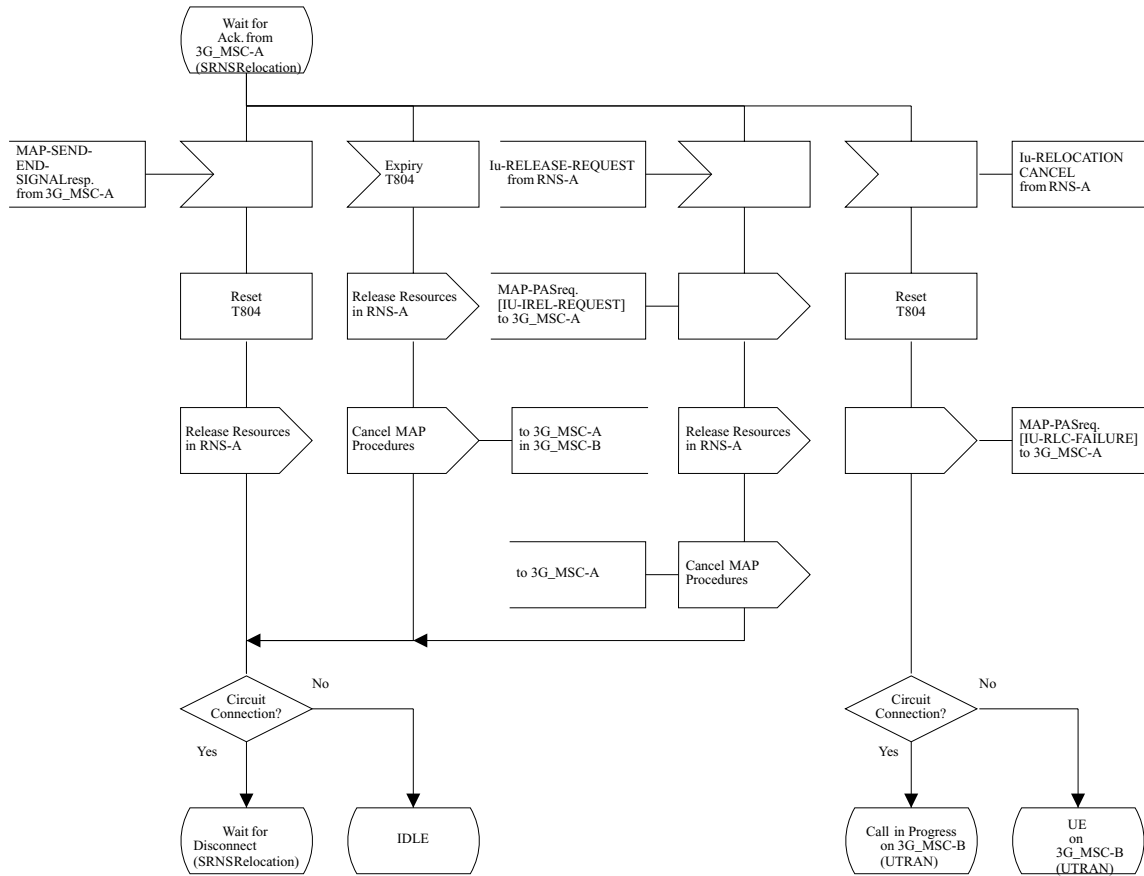 Wait for
Ack. from
3G_MSC-A
(SRNSRelocation)
MAP-SEND-
END-
SIGNALresp.
from 3G_MSC-A
Expiry
T804
Iu-RELEASE-REQUEST
from RNS-A
Iu-RELOCATION
CANCEL
from RNS-A
Reset
T804
Release Resources
in RNS-A
MAP-PASreq.
[IU-IREL-REQUEST]
to 3G_MSC-A
Reset
T804
Release Resources
in RNS-A
Cancel MAP
Procedures
to 3G_MSC-A
in 3G_MSC-B
Release Resources
in RNS-A
MAP-PASreq.
[IU-RLC-FAILURE]
to 3G_MSC-A
to 3G_MSC-A
Cancel MAP
Procedures
Circuit
Connection?
No
Yes
Circuit
Connection?
No
Yes
Wait for
Disconnect
(SRNSRelocation)
IDLE
Call in Progress
on 3G_MSC-B
(UTRAN)
UE
on
3G_MSC-B
(UTRAN)